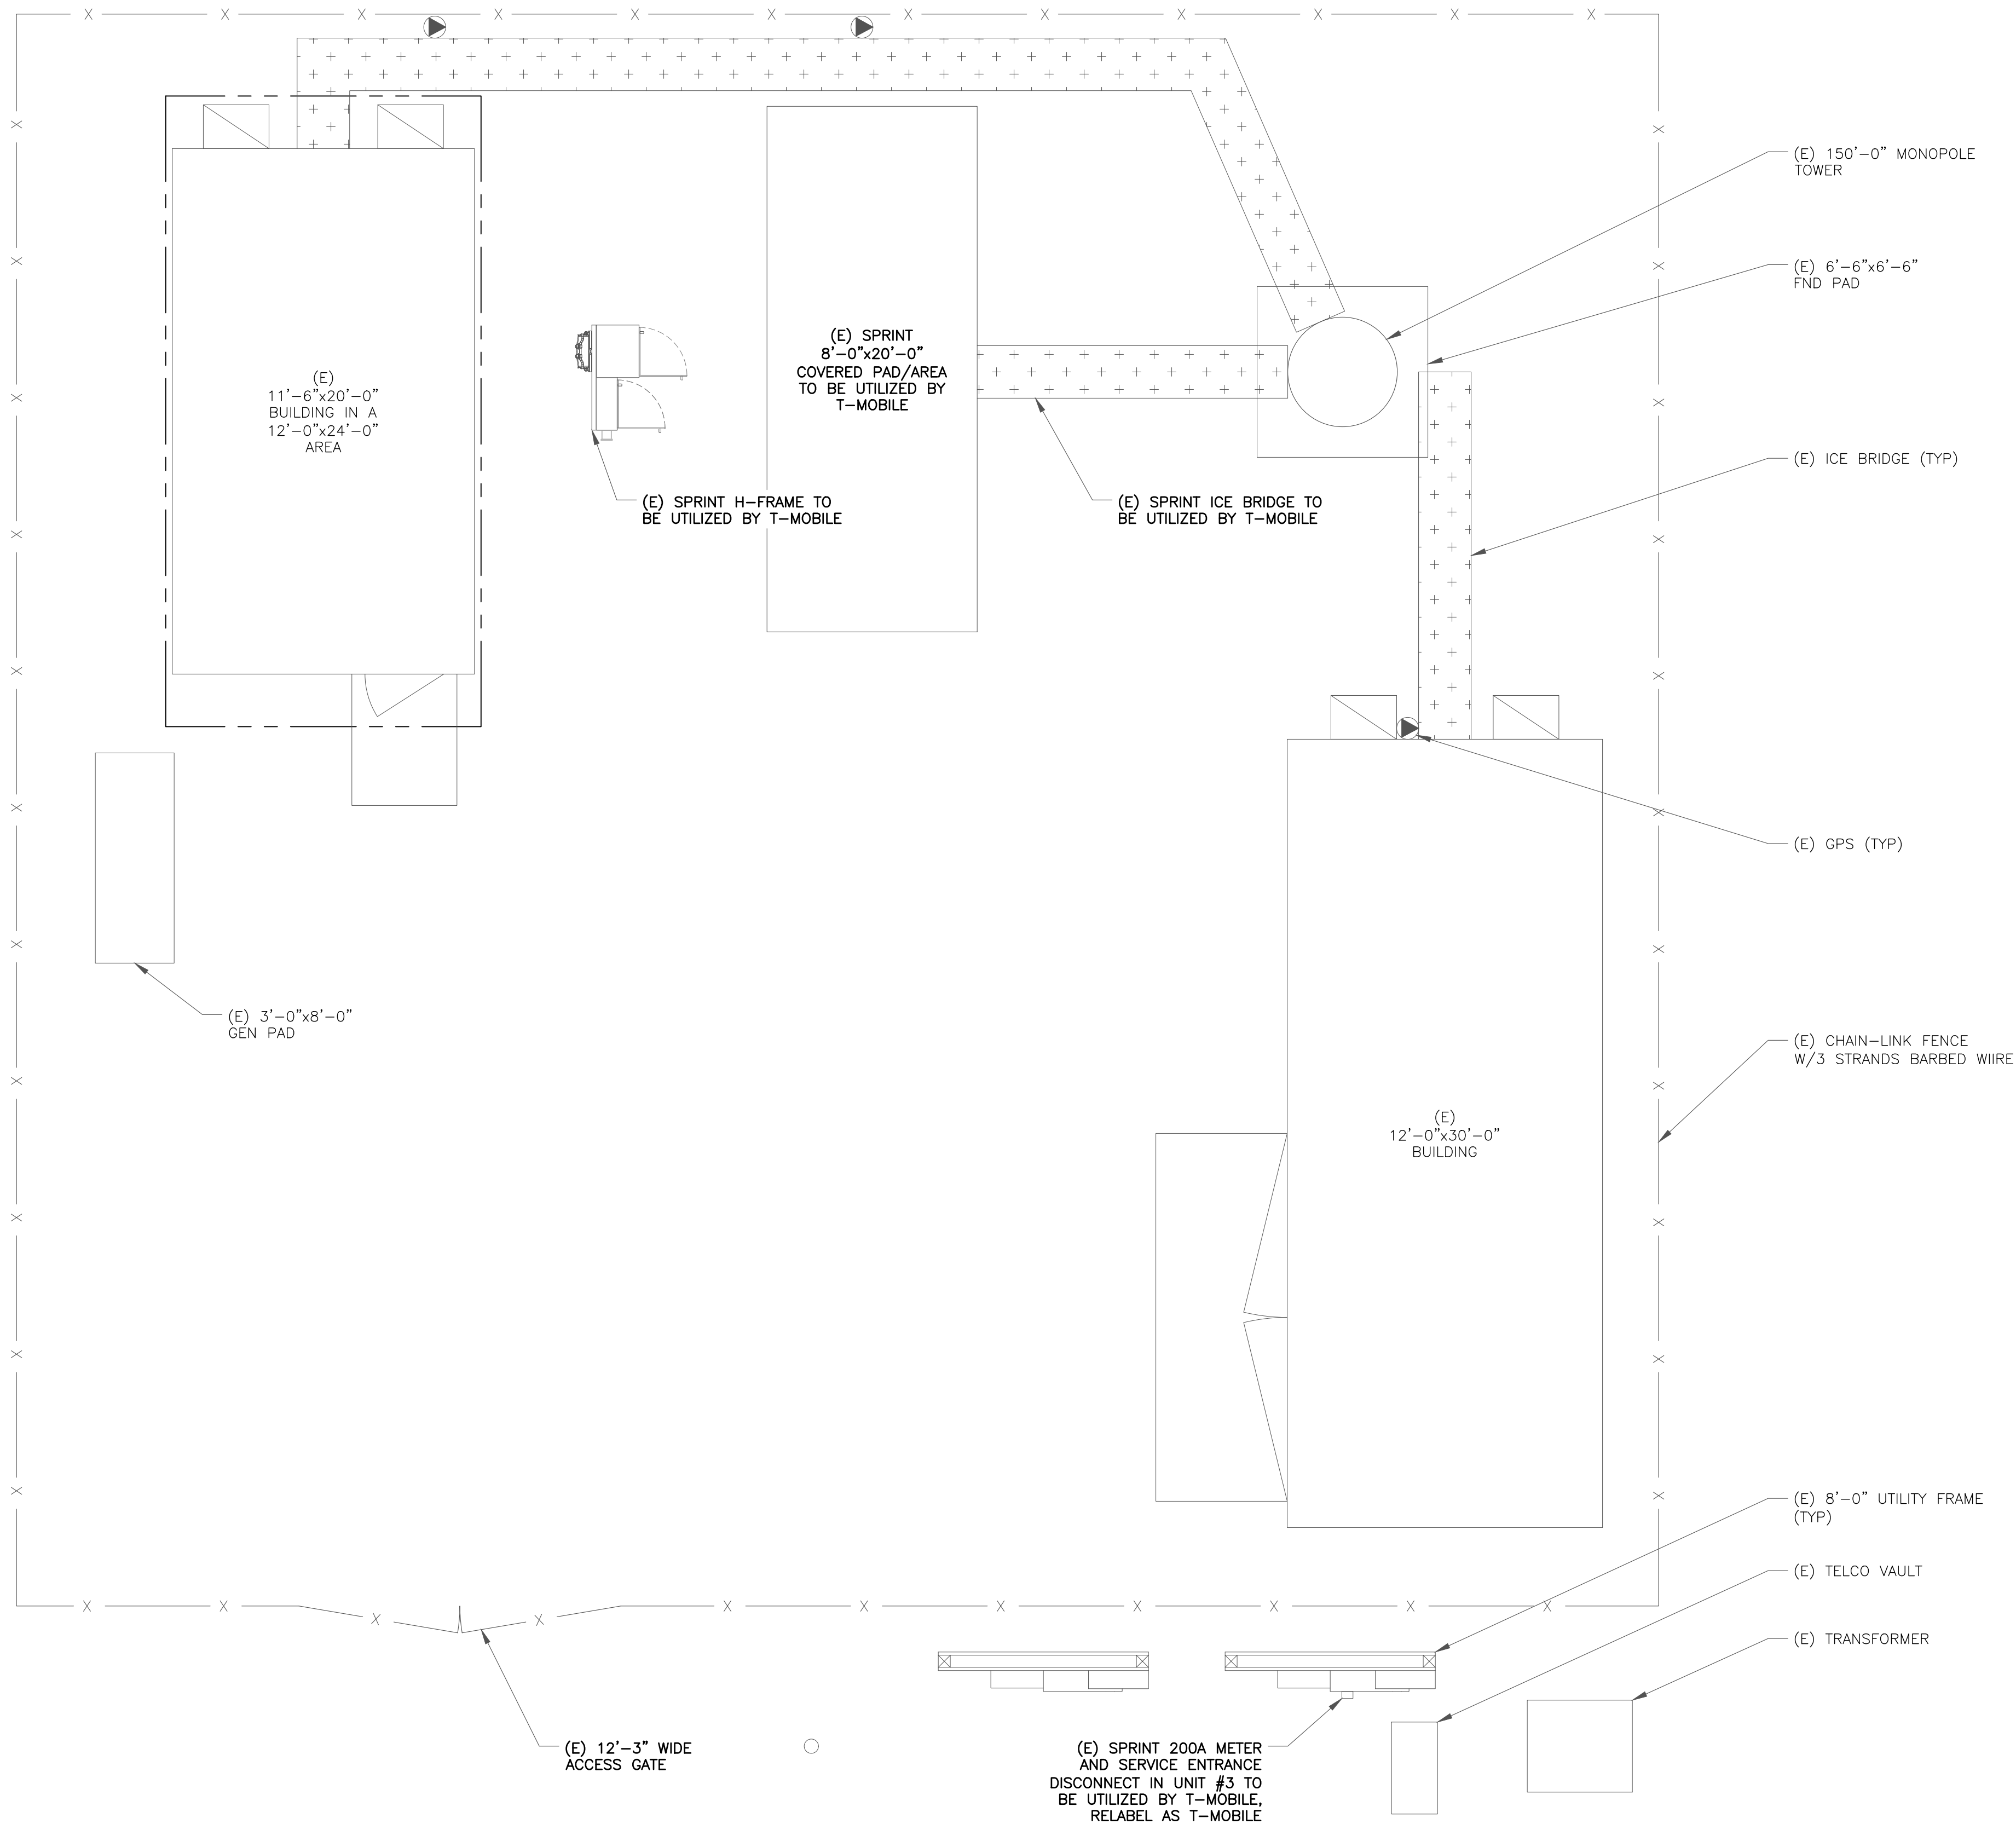 (E) 150'-0" MONOPOLE
TOWER
(E) 6'-6"x6'-6"
FND PAD
(E) SPRINT
8'-0"x20'-0"
COVERED PAD/AREA
TO BE UTILIZED BY
T-MOBILE
(E)
11'-6"x20'-0"
BUILDING IN A
12'-0"x24'-0"
AREA
(E) ICE BRIDGE (TYP)
(E) SPRINT H-FRAME TO
BE UTILIZED BY T-MOBILE
(E) SPRINT ICE BRIDGE TO
BE UTILIZED BY T-MOBILE
(E) GPS (TYP)
(E) 3'-0"x8'-0"
GEN PAD
(E) CHAIN-LINK FENCE
W/3 STRANDS BARBED WIIRE
(E)
12'-0"x30'-0"
BUILDING
(E) 8'-0" UTILITY FRAME
(TYP)
(E) TELCO VAULT
(E) TRANSFORMER
(E) 12'-3" WIDE
ACCESS GATE
(E) SPRINT 200A METER
AND SERVICE ENTRANCE
DISCONNECT IN UNIT #3 TO
BE UTILIZED BY T-MOBILE,
RELABEL AS T-MOBILE